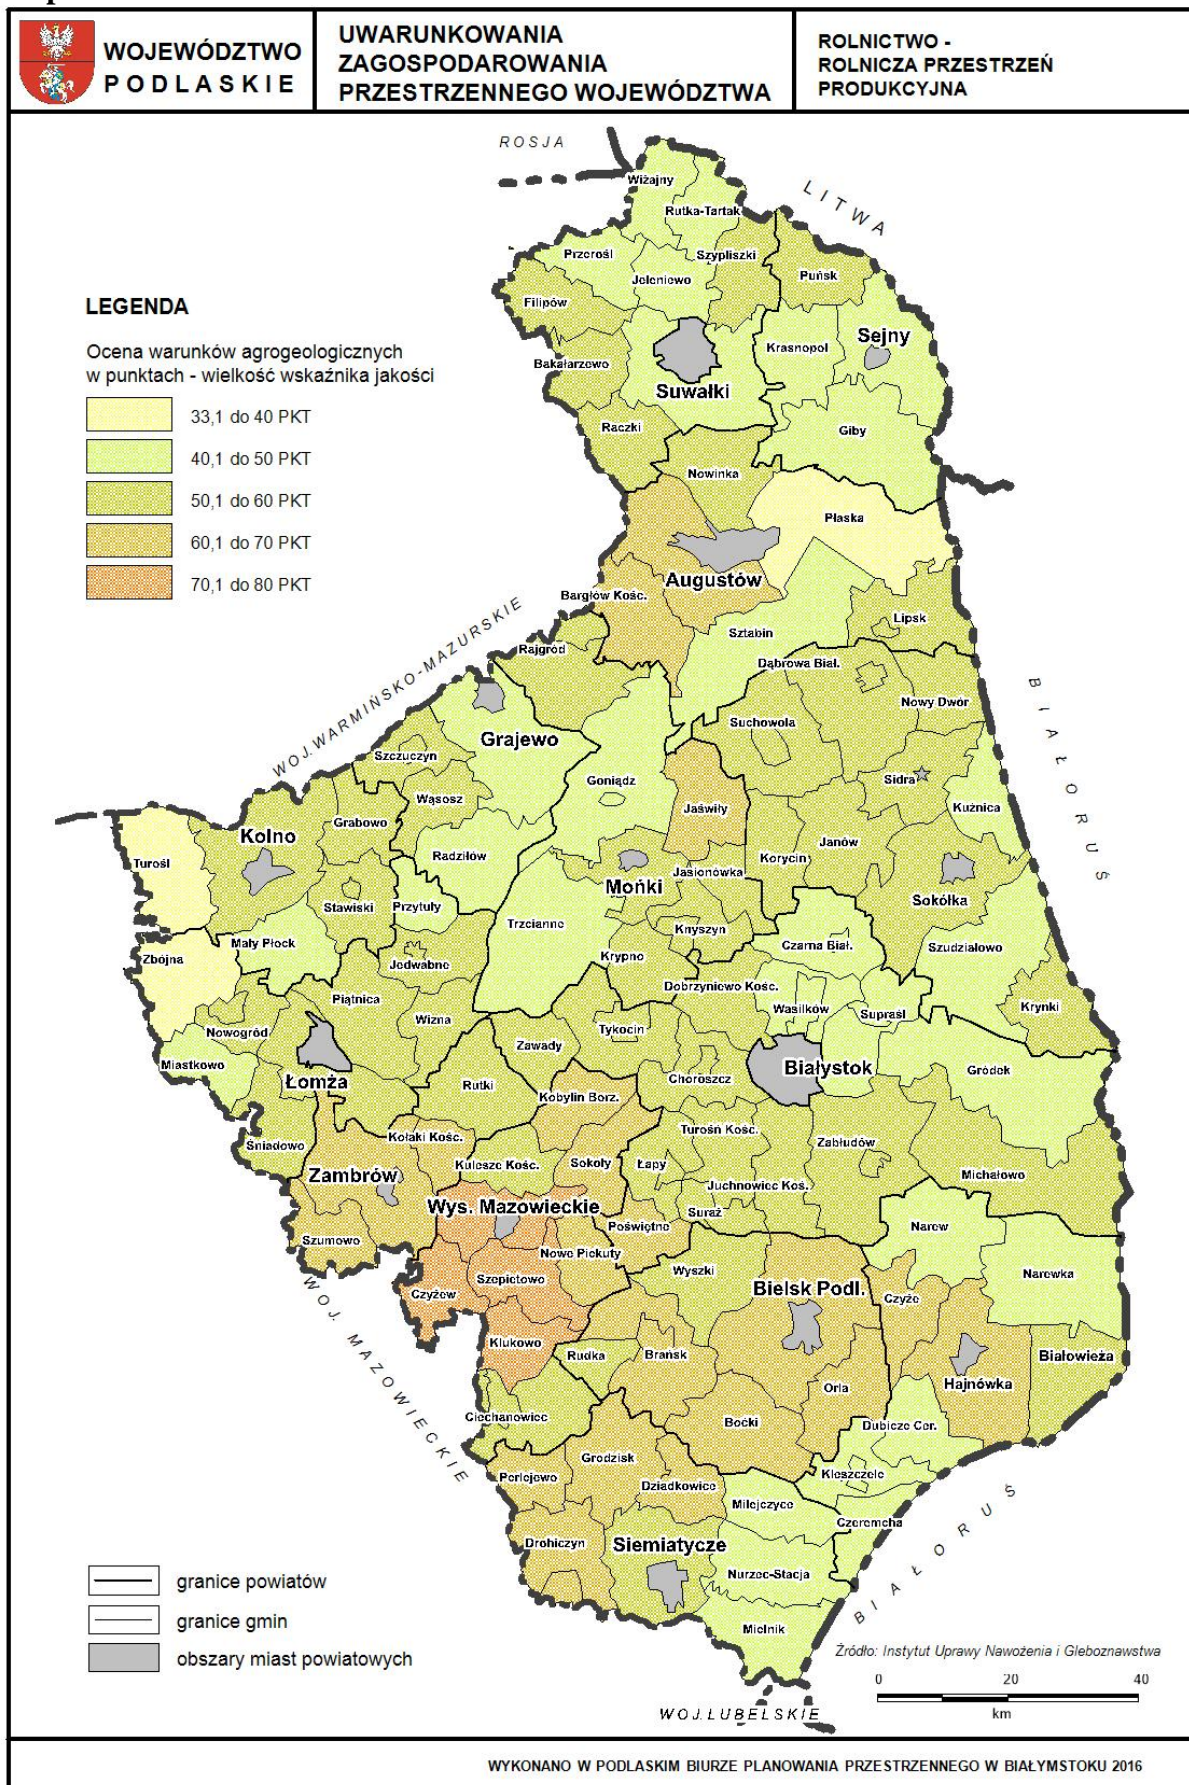 WOJEWÓDZTWO
PODLASKIE
UWARUNKOWANIA
ZAGOSPODAROWANIA
PRZESTRZENNEGO WOJEWÓDZTWA
ROLNICTWO -
ROLNICZA PRZESTRZEŃ
PRODUKCYJNA
ROSJA
LITWA
Wiżajny
Rutka-Tartak
Przerośl
Szypliszki
Jeleniewo
Puńsk
Filipów
Sejny
Krasnopol
Bakałarzewo
Suwałki
Raczki
Giby
Nowinka
LEGENDA
Ocena warunków agrogeologicznych
w punktach - wielkość wskaźnika jakości
33,1 do 40 PKT
40,1 do 50 PKT
50,1 do 60 PKT
60,1 do 70 PKT
70,1 do 80 PKT
Płaska
Augustów
Bargłów Kośc.
Lipsk
Sztabin
WOJ. WARMIŃSKO-MAZURSKIE
Rajgród
Dąbrowa Biał.
BIAŁORUŚ
Nowy Dwór
Suchowola
Grajewo
Szczuczyn
Goniądz
Sidra
Wąsosz
Jaświły
Kuźnica
Grabowo
Kolno
Turośl
Radziłów
Korycin
Janów
Mońki
Jasionówka
Sokółka
Stawiski
Przytuły
Trzcianne
Knyszyn
Czarna Biał.
Szudziałowo
Mały Płock
Zbójna
Jedwabne
Krypno
Dobrzyniewo Kośc.
Piątnica
Wasilków
Supraśl
Krynki
Wizna
Nowogród
Tykocin
Zawady
Miastkowo
Łomża
Rutki
Choroszcz
Białystok
Gródek
Kobylin Borz.
Turośń Kośc.
Zabłudów
Śniadowo
Kołaki Kośc.
Kulesze Kośc.
Sokoły
Łapy
Michałowo
Zambrów
Juchnowiec Koś.
Wys. Mazowieckie
Suraż
Poświętne
Narew
Szumowo
Nowe Piekuty
Wyszki
Narewka
Szepietowo
Czyżew
Bielsk Podl.
Czyże
WOJ. MAZOWIECKIE
Klukowo
Rudka
Brańsk
Białowieża
Hajnówka
Orla
Ciechanowiec
Boćki
Dubicze Cer.
Grodzisk
Perlejewo
Kleszczele
Dziadkowice
Milejczyce
Czeremcha
BIAŁORUŚ
Drohiczyn
Siemiatycze
Nurzec-Stacja
Mielnik
granice powiatów
granice gmin
obszary miast powiatowych
Źródło: Instytut Uprawy Nawożenia i Gleboznawstwa
0 20 40
km
WOJ. LUBELSKIE
WYKONANO W PODLASKIM BIURZE PLANOWANIA PRZESTRZENNEGO W BIAŁYMSTOKU 2016